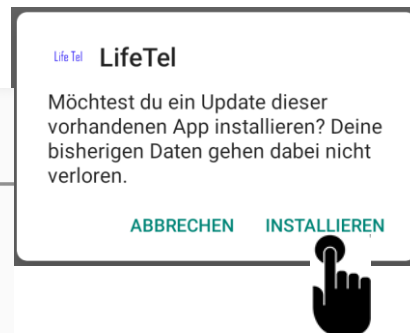 Life Tel LifeTel
Möchtest du ein Update dieser
vorhandenen App installieren? Deine
bisherigen Daten gehen dabei nicht
verloren.
ABBRECHEN INSTALLIEREN